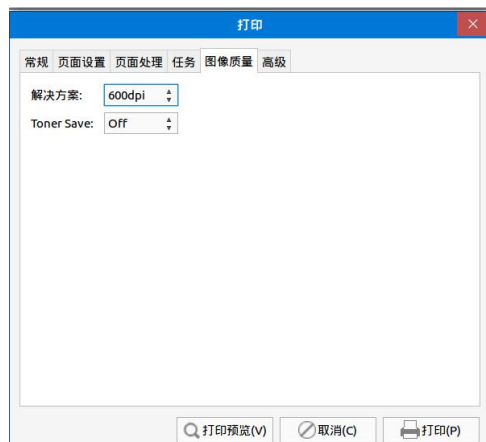 打印
常规 页面设置 页面处理 任务 图像质量 高级
解决方案: 600dpi
Toner Save: Off
打印预览(V) 取消(C) 打印(P)